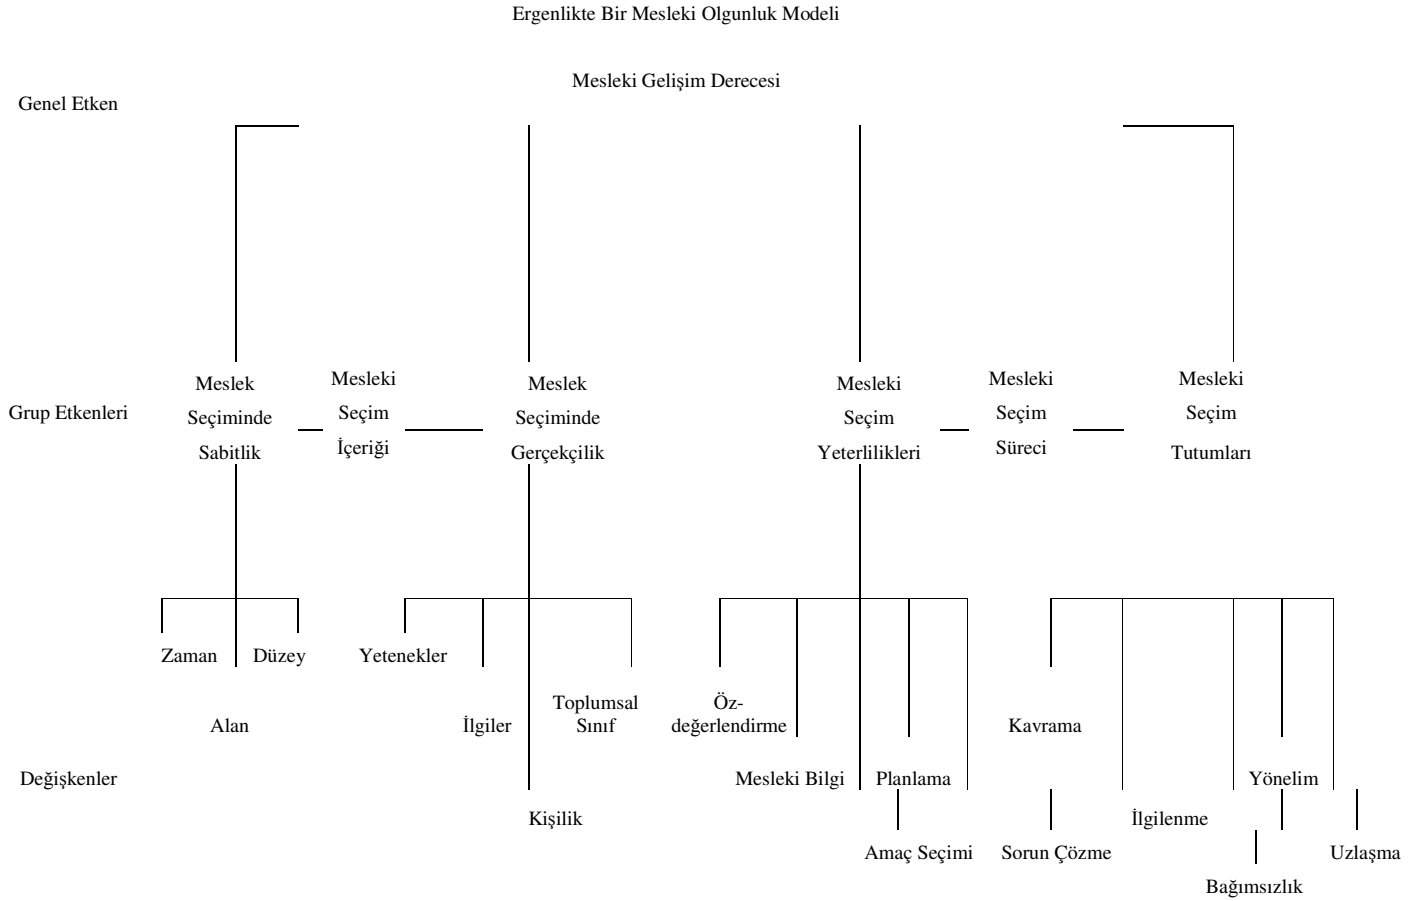 Ergenlikte Bir Mesleki Olgunluk Modeli
Mesleki Gelişim Derecesi
Genel Etken
Grup Etkenleri
Meslek
Seçiminde
Sabitlik
Mesleki
Seçim
İçeriği
Meslek
Seçiminde
Gerçekçilik
Mesleki
Seçim
Yeterlilikleri
Mesleki
Seçim
Süreci
Mesleki
Seçim
Tutumları
Değişkenler
Zaman
Düzey
Alan
Yetenekler
İlgiler
Toplumsal
Sınıf
Kişilik
Öz-
değerlendirme
Mesleki Bilgi
Planlama
Amaç Seçimi
Kavrama
Sorun Çözme
İlgilenme
Yönelim
Bağımsızlık
Uzlaşma